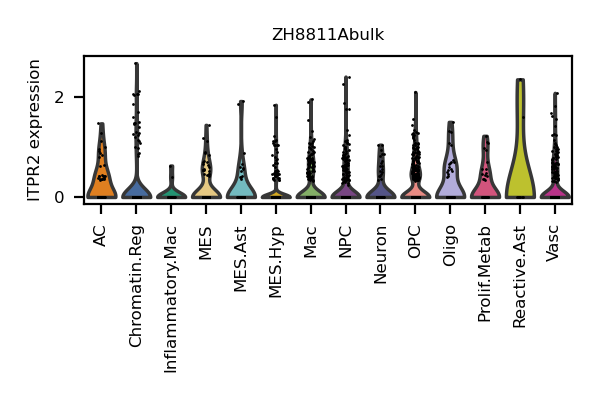 ZH8811Abulk
ITPR2 expression
2
0
AC
Chromatin.Reg
Inflammatory.Mac
MES
MES.Ast
MES.Hyp
Mac
NPC
Neuron
OPC
Oligo
Prolif.Metab
Reactive.Ast
Vasc